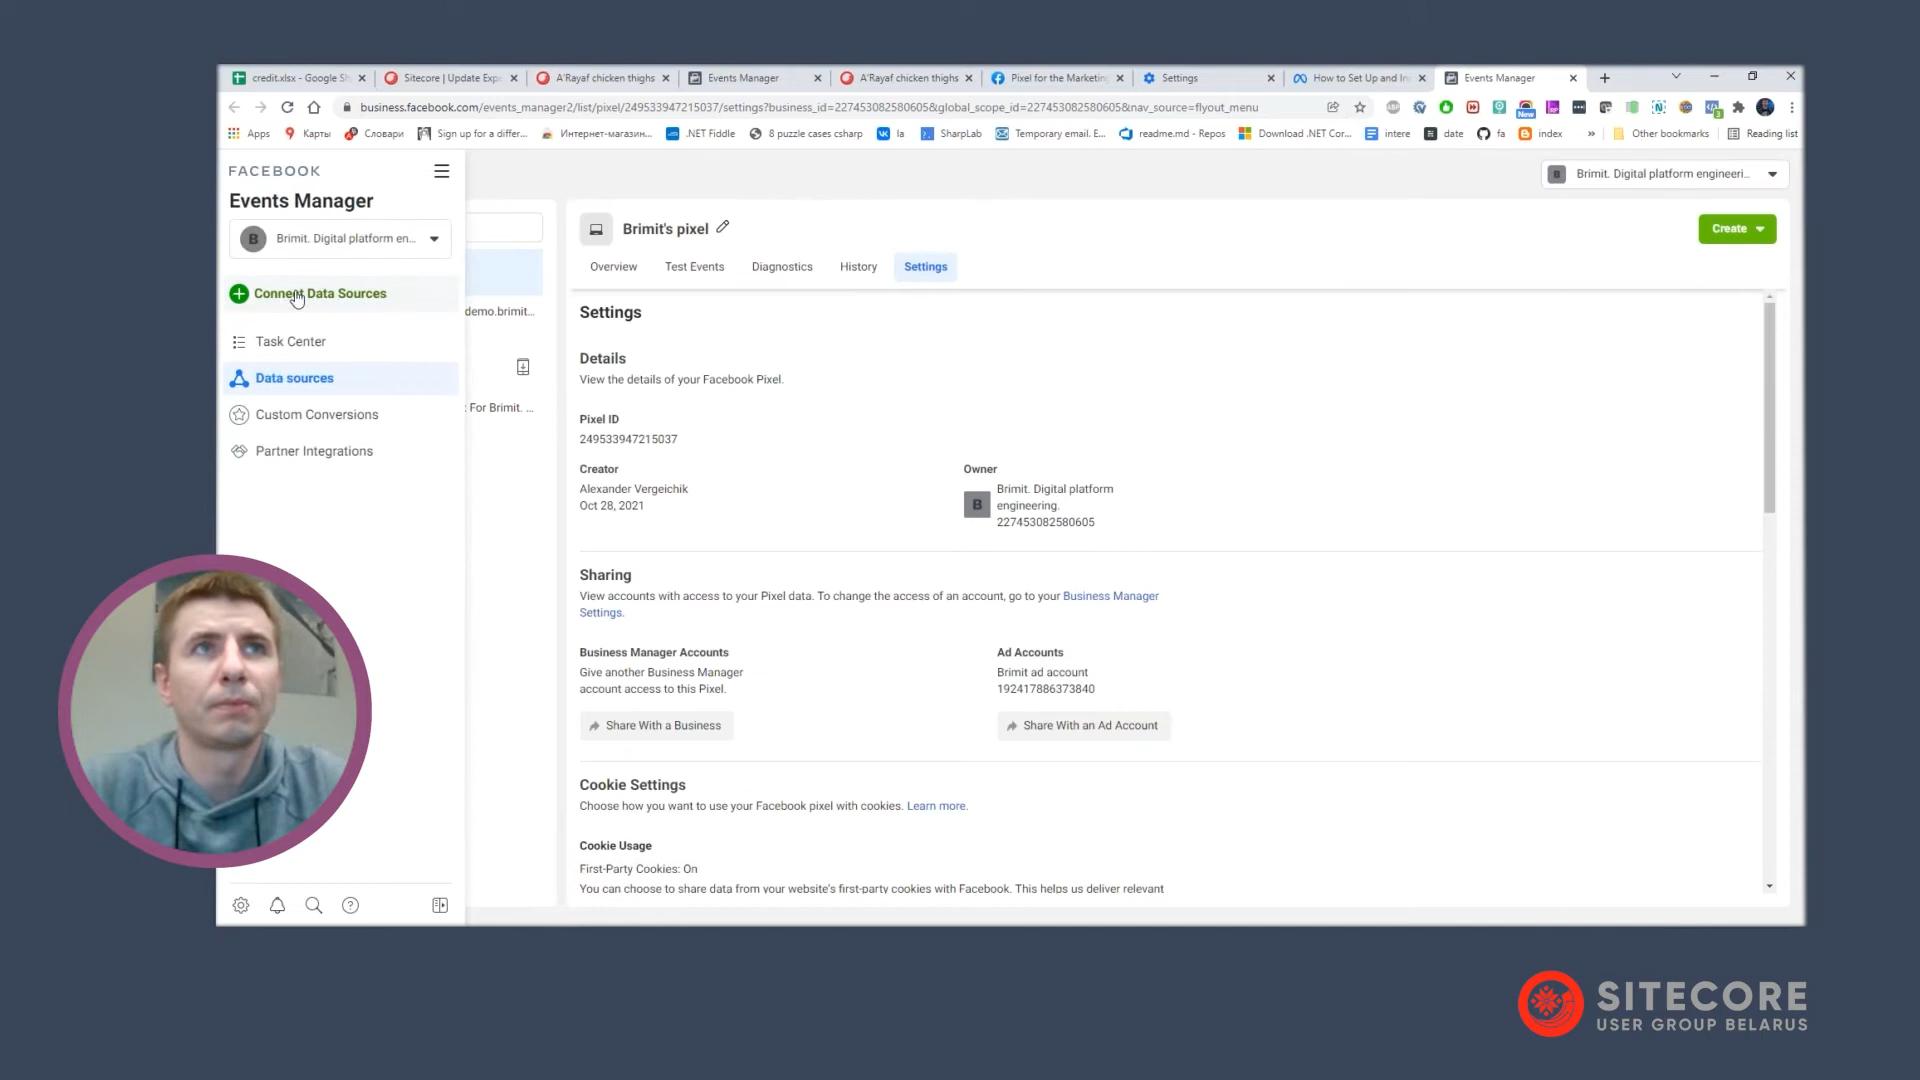 credit.xlsx - Google Sh
Sitecore | Update Expe
A'Rayaf chicken thighs
Events Manager
A'Rayaf chicken thighs
Pixel for the Marketing
Settings
How to Set Up and In
Events Manager
business.facebook.com/events_manager2/list/pixel/249533947215037/settings?business_id=227453082580605&global_scope_id=227453082580605&nav_source=flyout_menu
New
3
Apps
Карты
Словари
Sign up for a differ...
Интернет-магазин...
.NET Fiddle
8 puzzle cases csharp
la
SharpLab
Temporary email. E...
readme.md - Repos
Download .NET Cor...
intere
date
fa
index
»
Other bookmarks
Reading list
FACEBOOK
Events Manager
B Brimit. Digital platform en...
Connect Data Sources
Task Center
Data sources
Custom Conversions
Partner Integrations
demo.brimit...
For Brimit. ...
B Brimit. Digital platform engineeri...
Brimit's pixel
Create
Overview
Test Events
Diagnostics
History
Settings
Settings
Details
View the details of your Facebook Pixel.
Pixel ID
249533947215037
Creator
Alexander Vergeichik
Oct 28, 2021
Owner
B
Brimit. Digital platform
engineering.
227453082580605
Sharing
View accounts with access to your Pixel data. To change the access of an account, go to your Business Manager
Settings.
Business Manager Accounts
Give another Business Manager
account access to this Pixel.
Share With a Business
Ad Accounts
Brimit ad account
192417886373840
Share With an Ad Account
Cookie Settings
Choose how you want to use your Facebook pixel with cookies. Learn more.
Cookie Usage
First-Party Cookies: On
You can choose to share data from your website's first-party cookies with Facebook. This helps us deliver relevant
SITECORE
USER GROUP BELARUS